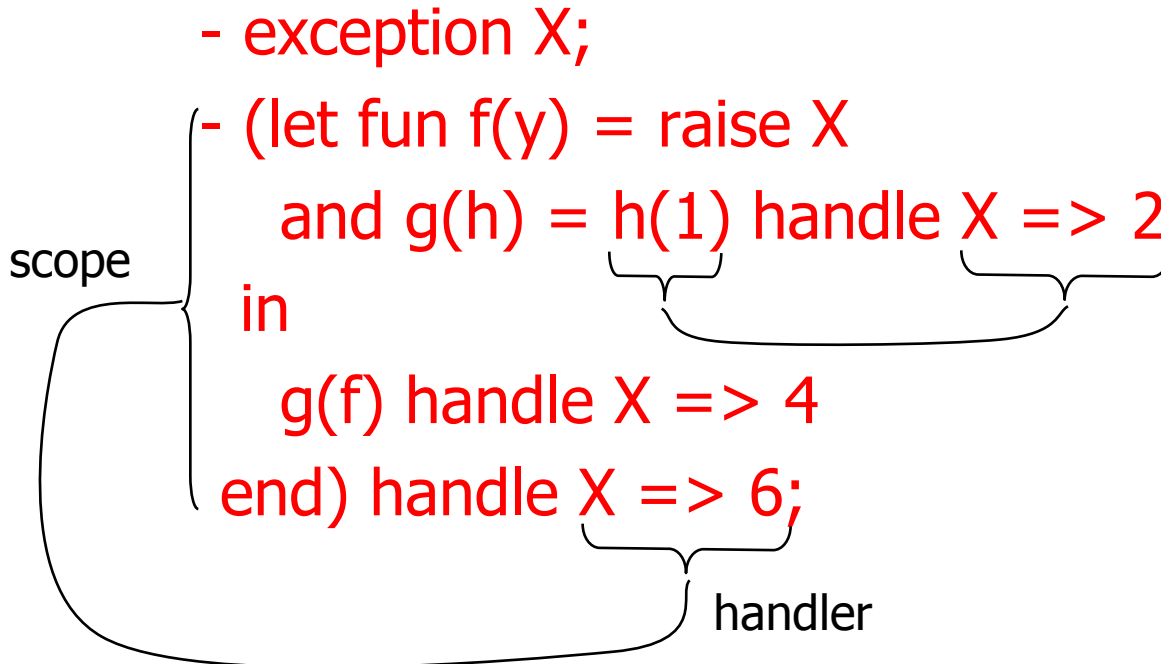 - exception X;
- (let fun f(y) = raise X
and g(h) = h(1) handle X => 2
scope
in
g(f) handle X => 4
end) handle X => 6;
handler